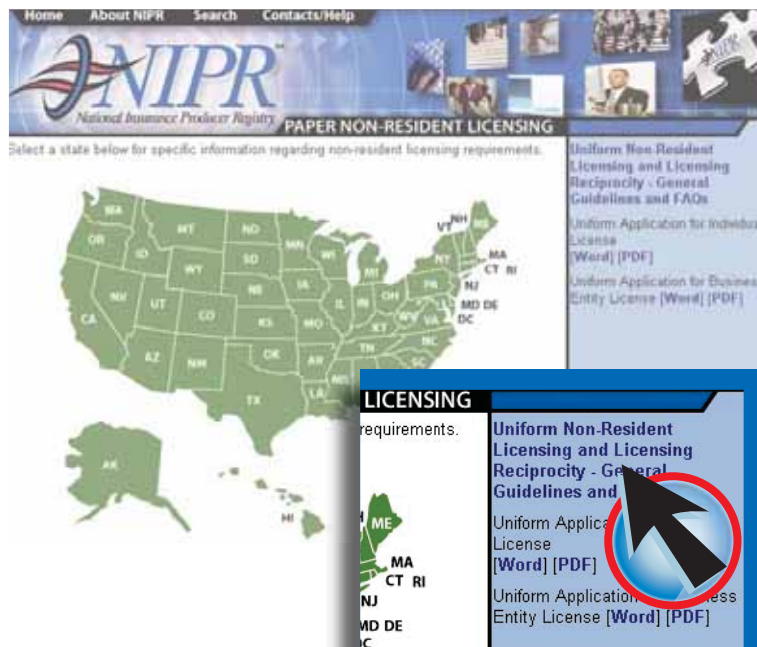 Home About NIPR Search Contacts/Help
NIPR
NIPR
National Insurance Producer Registry
PAPER NON-RESIDENT LICENSING
Select a state below for specific information regarding non-resident licensing requirements.
Uniform Non-Resident
Licensing and Licensing
Reciprocity - General
Guidelines and FAQs
Uniform Application for Individual
License
[Word] [PDF]
Uniform Application for Business
Entity License [Word] [PDF]
WA
MT
ND
MN
VT
NH
ME
OR
ID
WY
SD
WI
MI
NY
MA
CT RI
NV
UT
NE
IA
IL
IN
OH
PA
NJ
MD DE
DC
CA
CO
KS
MO
KY
WV
VA
AZ
NM
OK
AR
TN
NC
SC
TX
LA
MS
AK
HI
LICENSING
requirements.
Uniform Non-Resident
Licensing and Licensing
Reciprocity - General
Guidelines and
Uniform Applica
License
[Word] [PDF]
Uniform Application ess
Entity License [Word] [PDF]
ME
MA
CT RI
NJ
MD DE